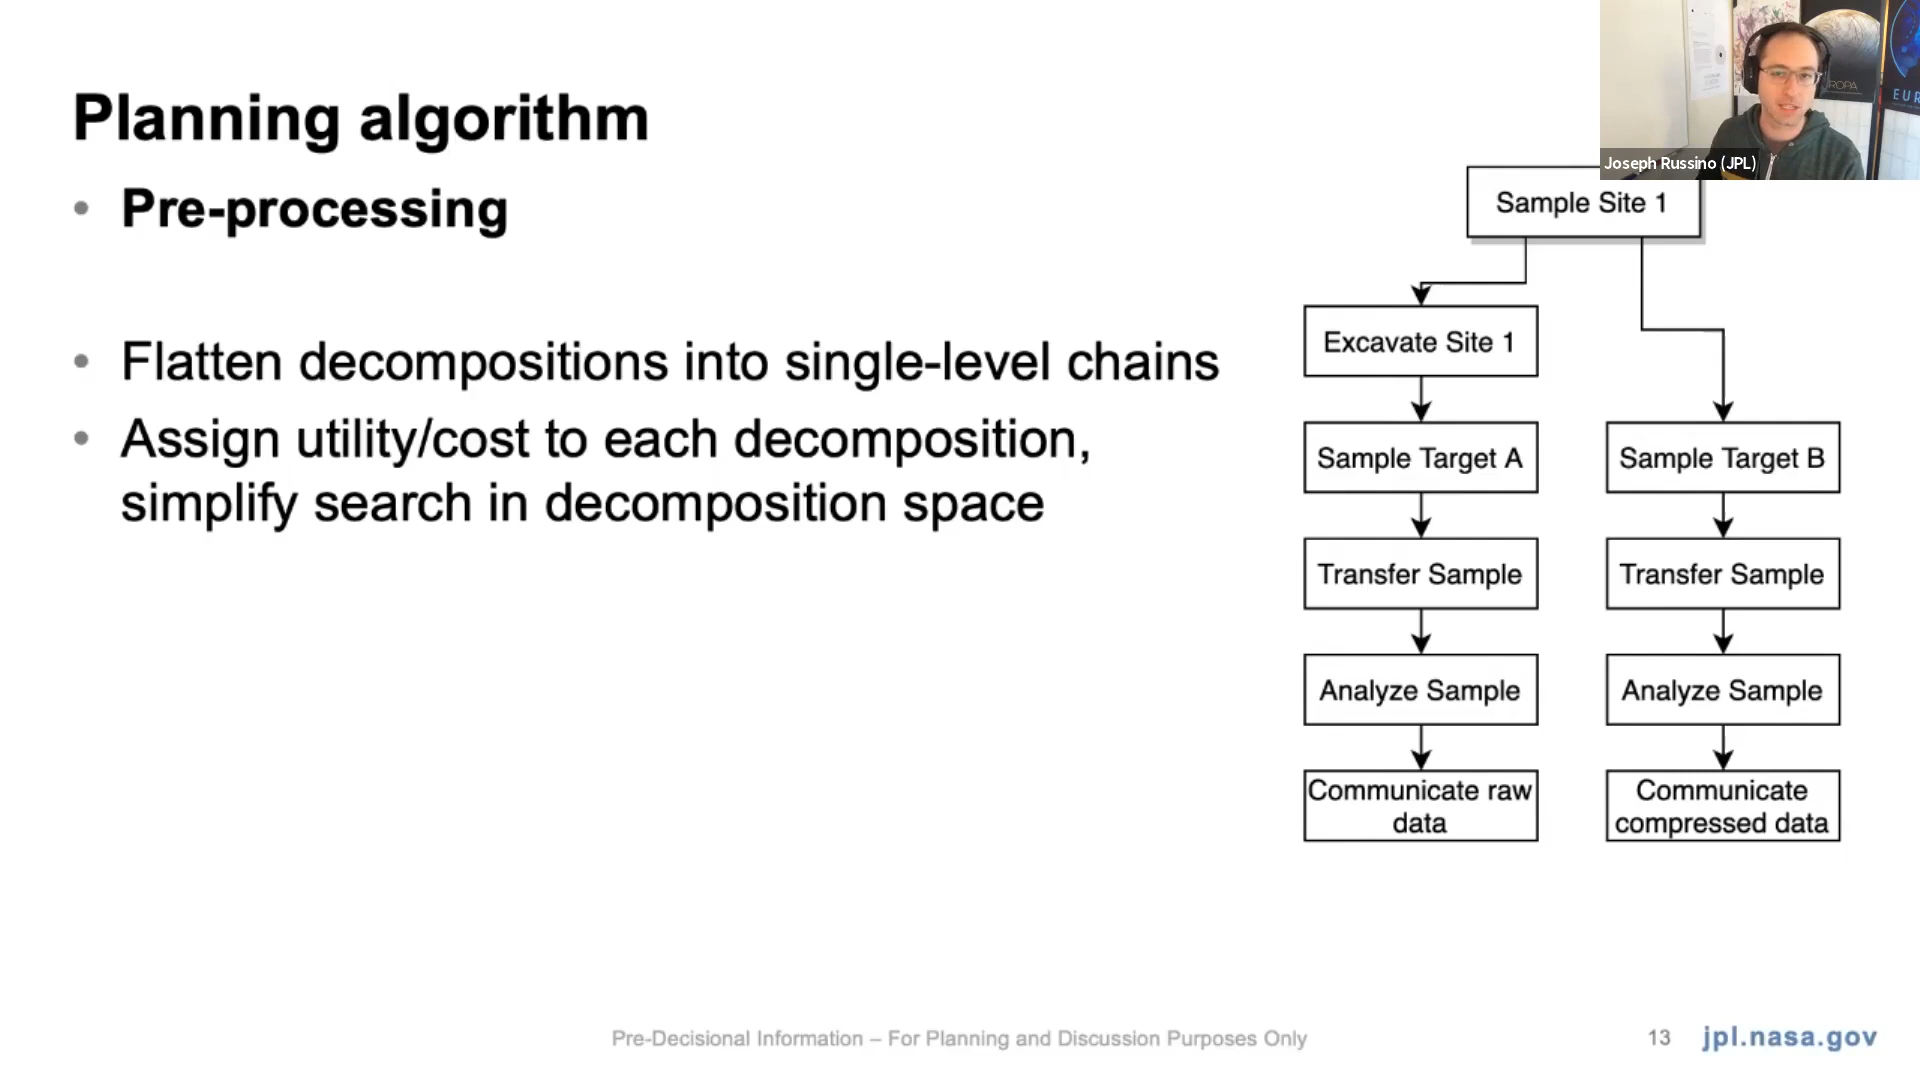 Planning algorithm
Pre-processing
Flatten decompositions into single-level chains
Assign utility/cost to each decomposition,
simplify search in decomposition space
Joseph Russino (JPL)
ROPA
EUR
Sample Site 1
Excavate Site 1
Sample Target A
Transfer Sample
Analyze Sample
Communicate raw
data
Sample Target B
Transfer Sample
Analyze Sample
Communicate
compressed data
Pre-Decisional Information – For Planning and Discussion Purposes Only
13
jpl.nasa.gov